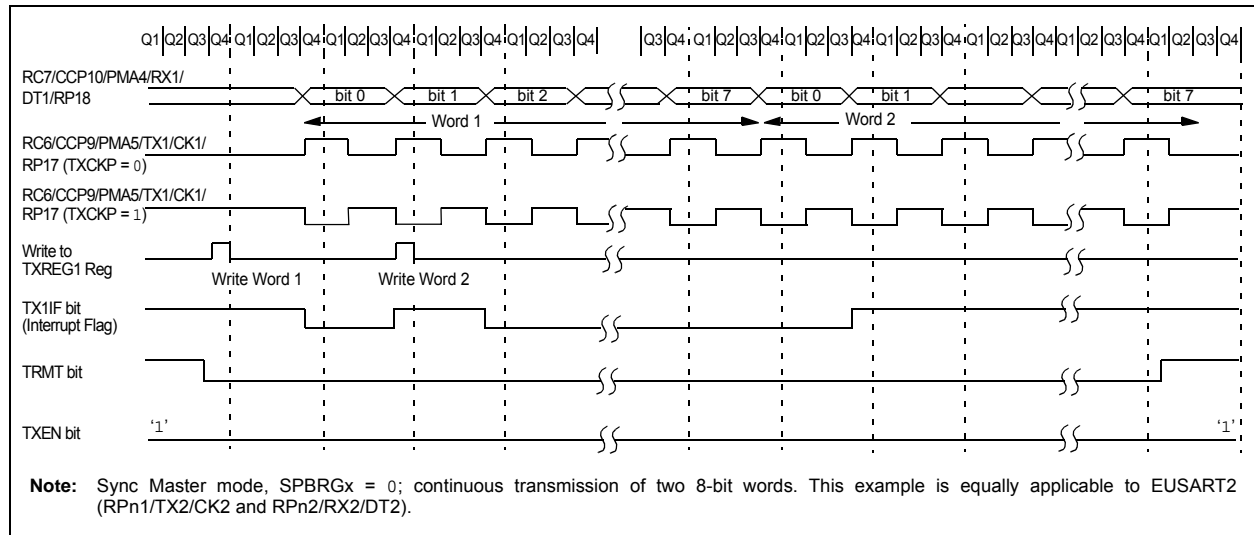 Q1 Q2 Q3 Q4 Q1 Q2 Q3 Q4 Q1 Q2 Q3 Q4 Q1 Q2 Q3 Q4 Q1 Q2 Q3 Q4 Q3 Q4 Q1 Q2 Q3 Q4 Q1 Q2 Q3 Q4 Q1 Q2 Q3 Q4 Q1 Q2 Q3 Q4 Q1 Q2 Q3 Q4 Q1 Q2 Q3 Q4
RC7/CCP10/PMA4/RX1/
DT1/RP18
bit 0 bit 1 bit 2 bit 7 bit 0 bit 1 bit 7
Word 1 Word 2
RC6/CCP9/PMA5/TX1/CK1/
RP17 (TXCKP = 0)
RC6/CCP9/PMA5/TX1/CK1/
RP17 (TXCKP = 1)
Write to
TXREG1 Reg
Write Word 1 Write Word 2
TX1IF bit
(Interrupt Flag)
TRMT bit
TXEN bit ‘1’ ‘1’
Note: Sync Master mode, SPBRGx = 0; continuous transmission of two 8-bit words. This example is equally applicable to EUSART2
(RPn1/TX2/CK2 and RPn2/RX2/DT2).